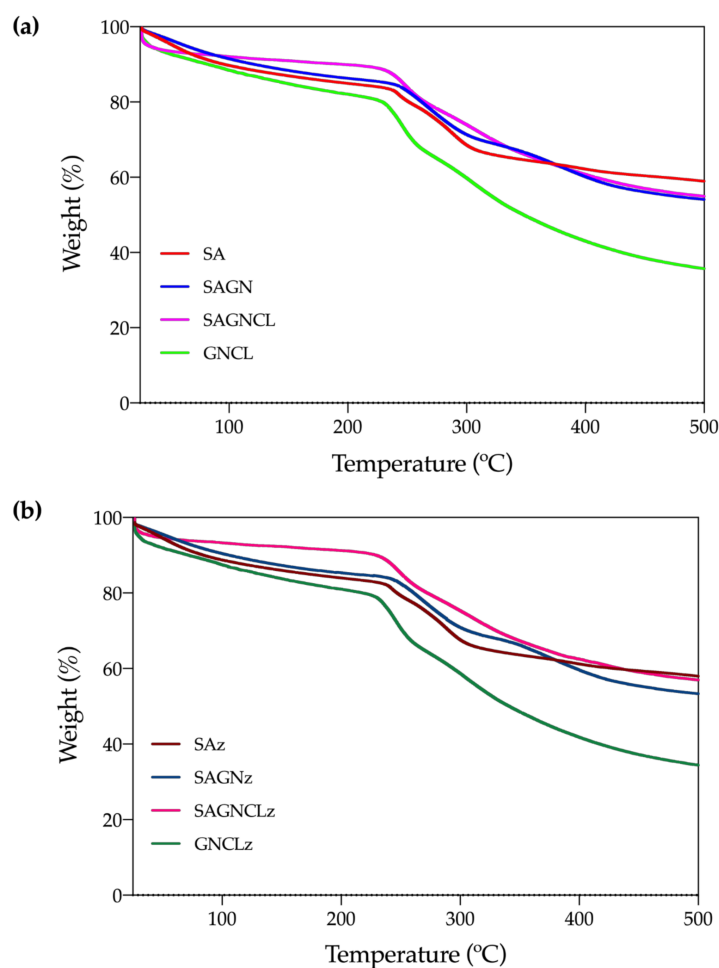 (a)
100
80
60
40
20
0
Weight (%)
SA
SAGN
SAGNCL
GNCL
100 200 300 400 500
Temperature (ºC)
(b)
100
80
60
40
20
0
Weight (%)
SAz
SAGNz
SAGNCLz
GNCLz
100 200 300 400 500
Temperature (ºC)